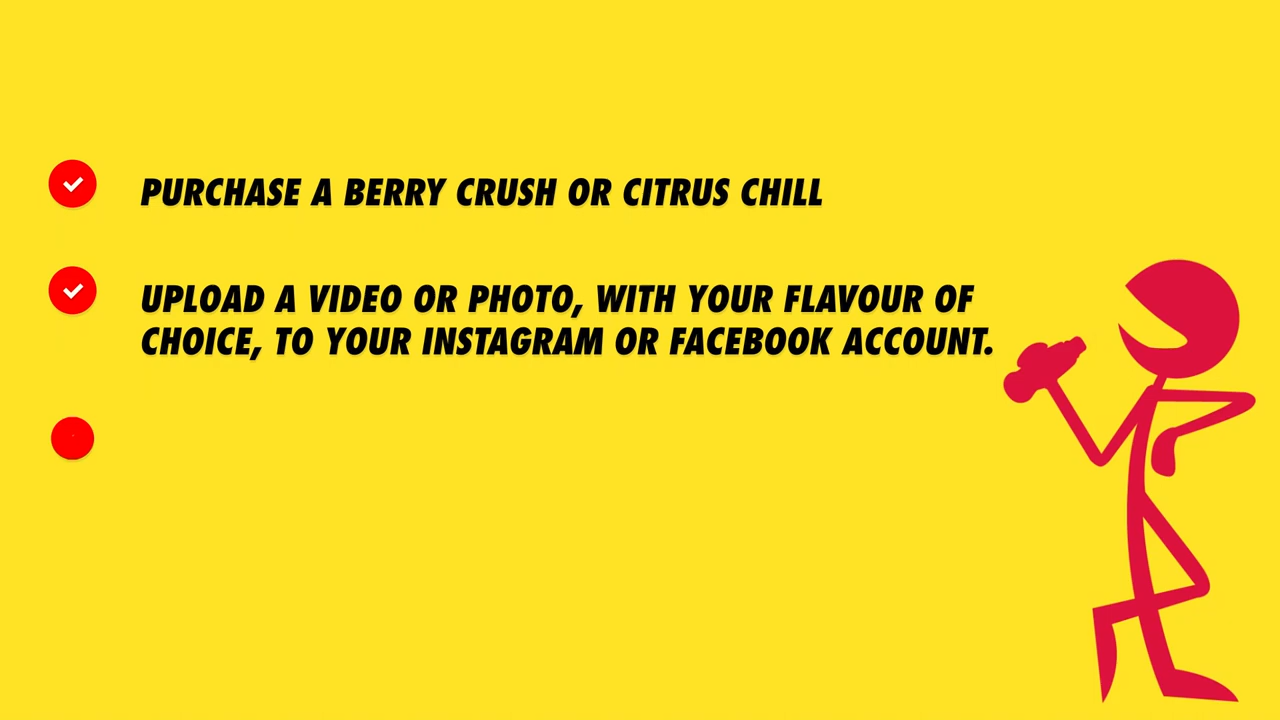 PURCHASE A BERRY CRUSH OR CITRUS CHILL
UPLOAD A VIDEO OR PHOTO, WITH YOUR FLAVOUR OF
CHOICE, TO YOUR INSTAGRAM OR FACEBOOK ACCOUNT.